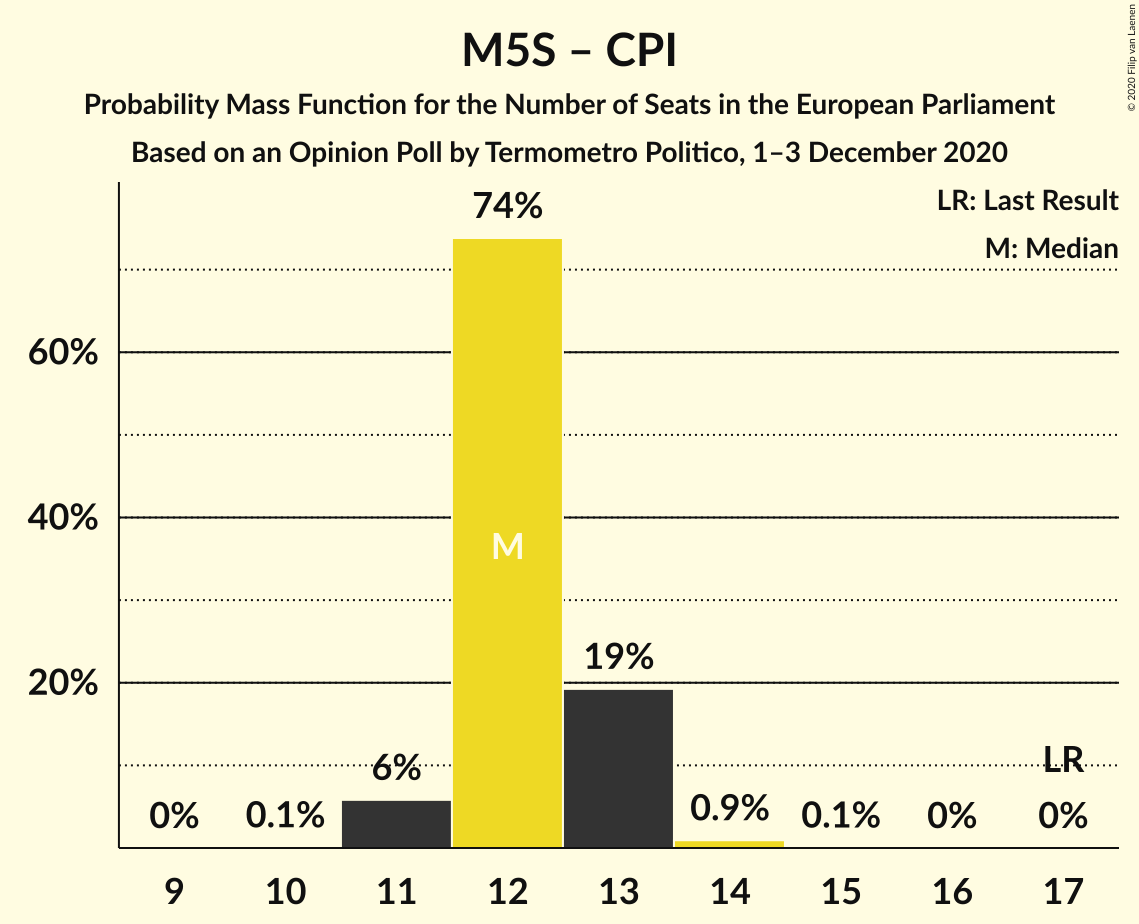 M5S – CPI
Probability Mass Function for the Number of Seats in the European Parliament
Based on an Opinion Poll by Termometro Politico, 1–3 December 2020
© 2020 Filip van Laenen
LR: Last Result
M: Median
74%
60%
40%
M
19%
20%
6%
LR
0%
0.1%
0.9%
0.1%
0%
0%
9 10 11 12 13 14 15 16 17